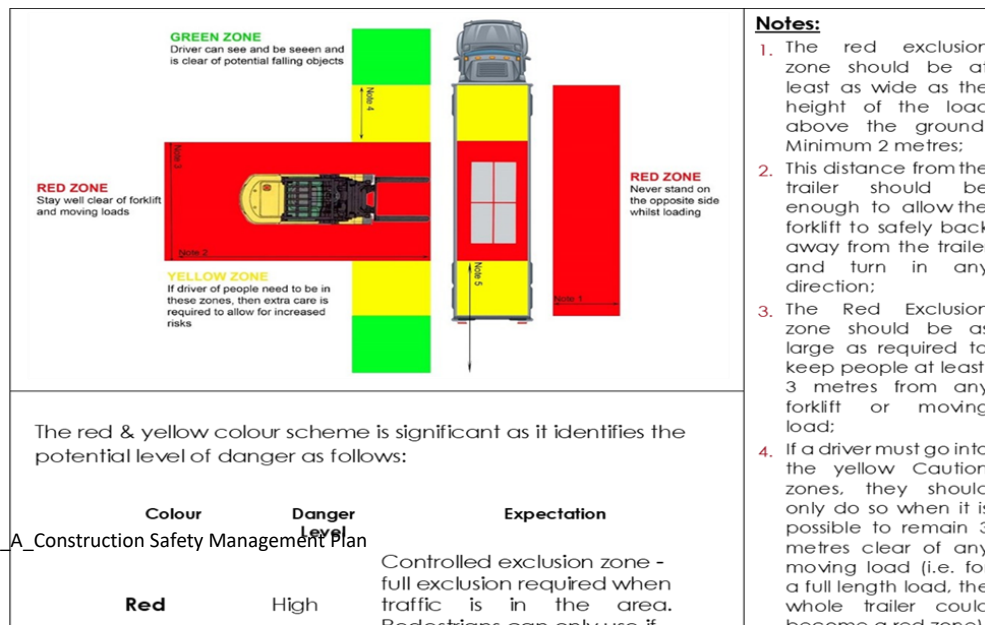 GREEN ZONE
Driver can see and be seeen and
is clear of potential falling objects
Note 4
Note 3
RED ZONE
Stay well clear of forklift
and moving loads
Note 2
YELLOW ZONE
If driver of people need to be in
these zones, then extra care is
required to allow for increased
risks
Note 5
RED ZONE
Never stand on
the opposite side
whilst loading
Note 1
The red & yellow colour scheme is significant as it identifies the
potential level of danger as follows:
Colour Danger Level Expectation
_A_Construction Safety Management Plan
Red High
Controlled exclusion zone -
full exclusion required when
traffic is in the area.
Pedestrians can only use if
Notes:
1. The red exclusion
zone should be at
least as wide as the
height of the load
above the ground.
Minimum 2 metres;
2. This distance from the
trailer should be
enough to allow the
forklift to safely back
away from the trailer
and turn in any
direction;
3. The Red Exclusion
zone should be as
large as required to
keep people at least
3 metres from any
forklift or moving
load;
4. If a driver must go into
the yellow Caution
zones, they should
only do so when it is
possible to remain 3
metres clear of any
moving load (i.e. for
a full length load, the
whole trailer could
become a red zone)